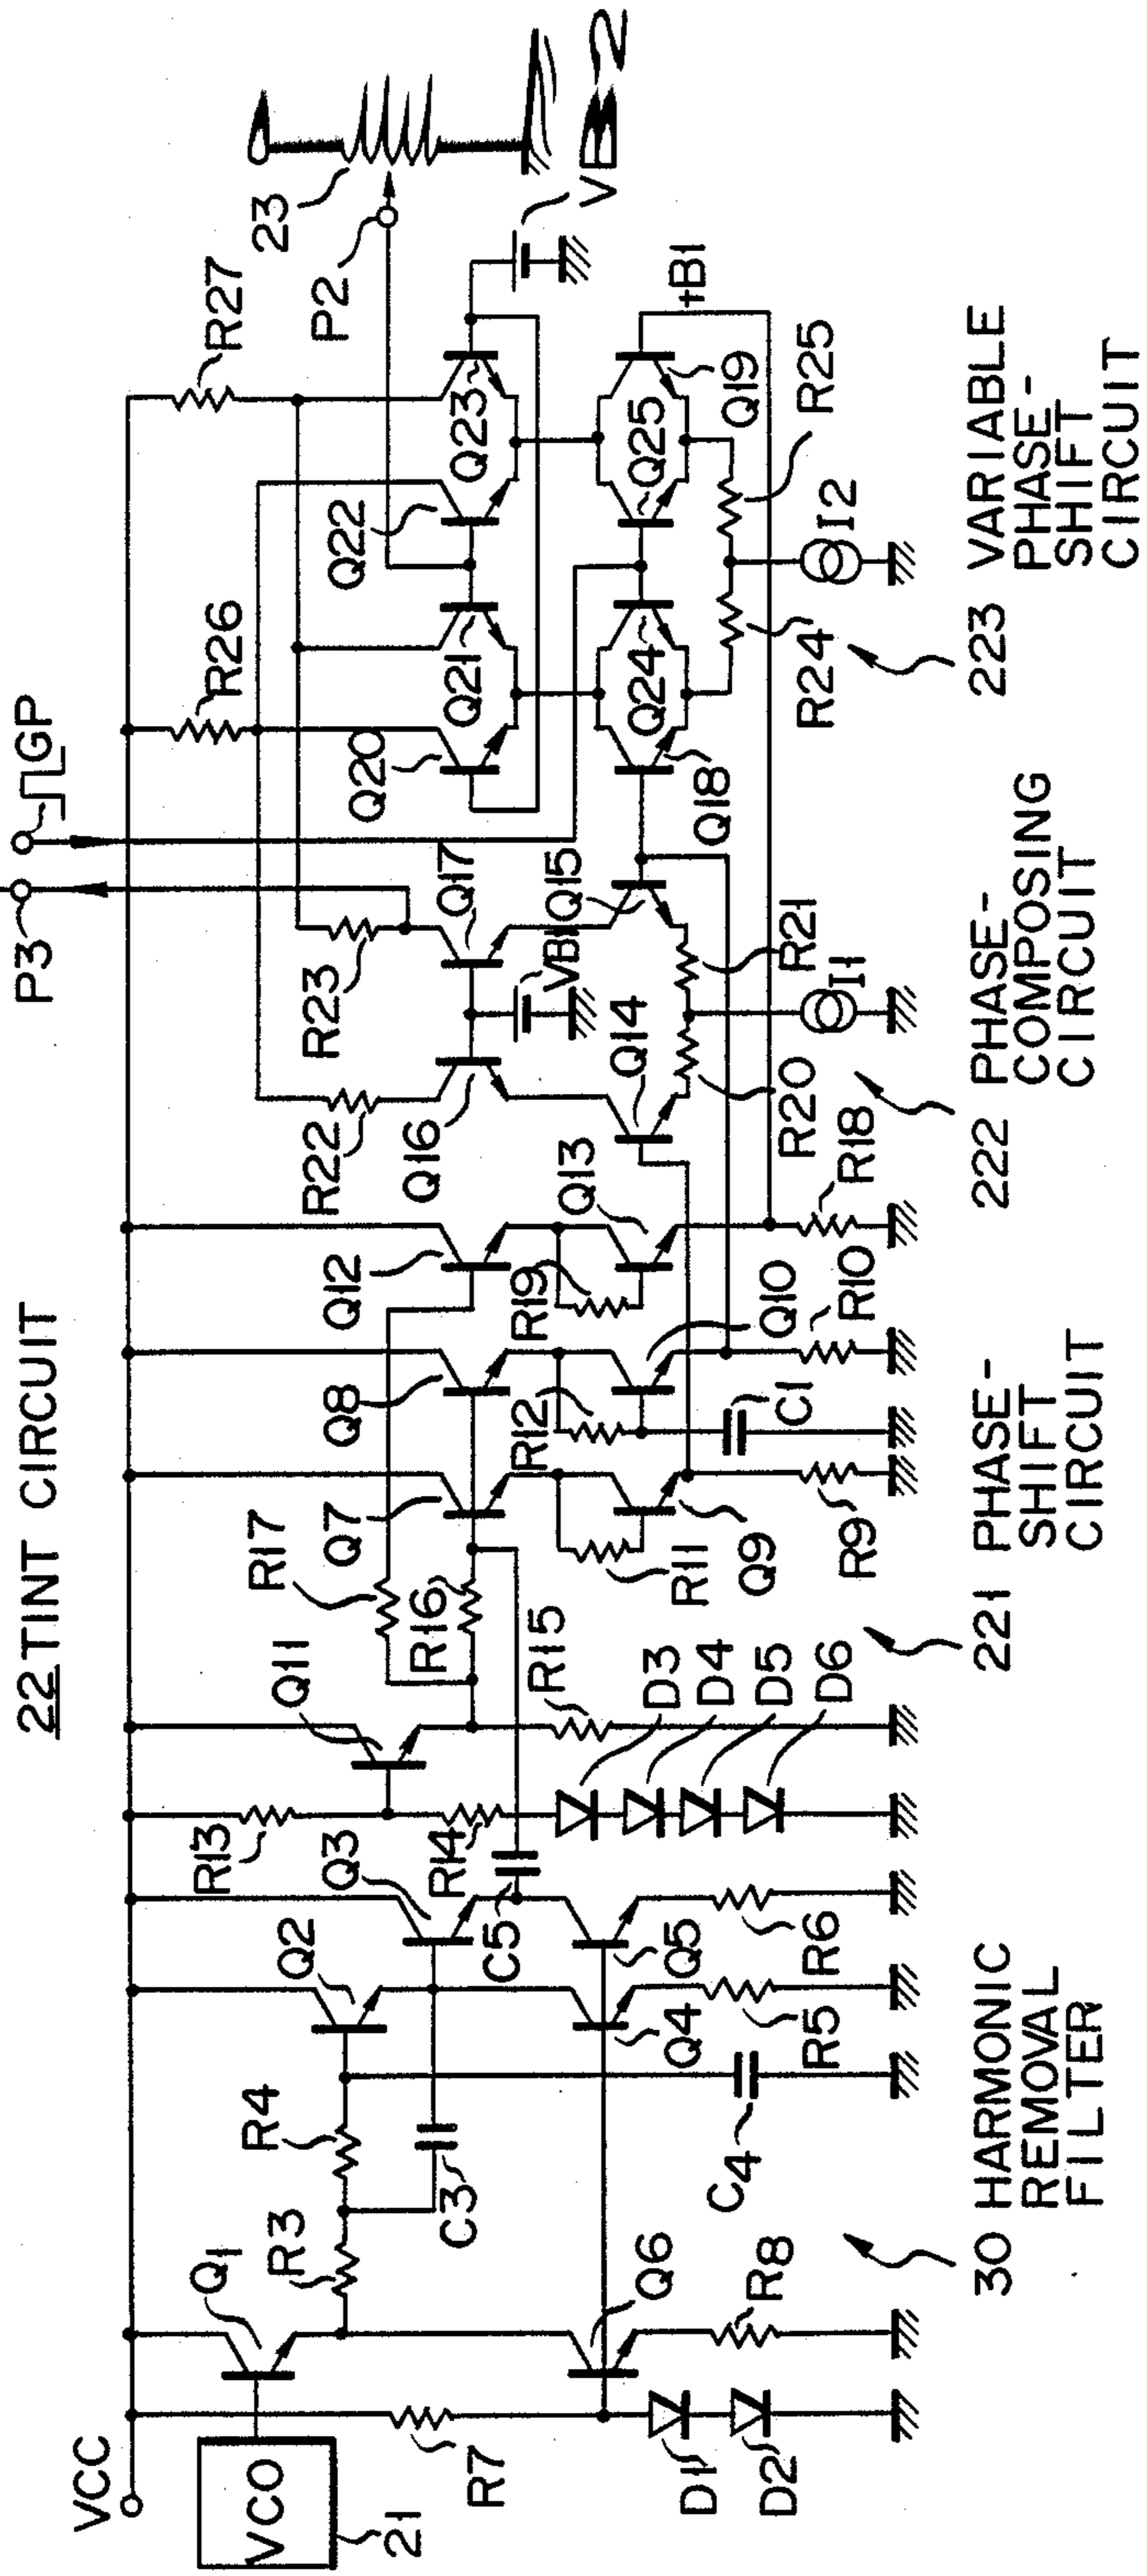 22 TINT CIRCUIT
P3
GP
VCC
VCO
21
Q1
R3
R4
C3
Q2
Q3
C5
R7
D1
D2
Q6
R8
C4
Q4
R5
Q5
R6
30 HARMONIC
REMOVAL
FILTER
R13
R14
Q11
R15
D3
D4
D5
D6
R17
R16
Q7
Q8
Q12
R11
Q9
R9
R12
Q10
C1
R10
R19
Q13
R18
221 PHASE-
SHIFT
CIRCUIT
R22
R23
Q16
Q17
VB1
Q14
Q15
R20
R21
I1
222 PHASE-
COMPOSING
CIRCUIT
R26
R27
Q20
Q21
Q22
Q23
P2
23
Q18
Q24
Q25
Q19
+B1
R24
R25
I2
223 VARIABLE
PHASE-
SHIFT
CIRCUIT